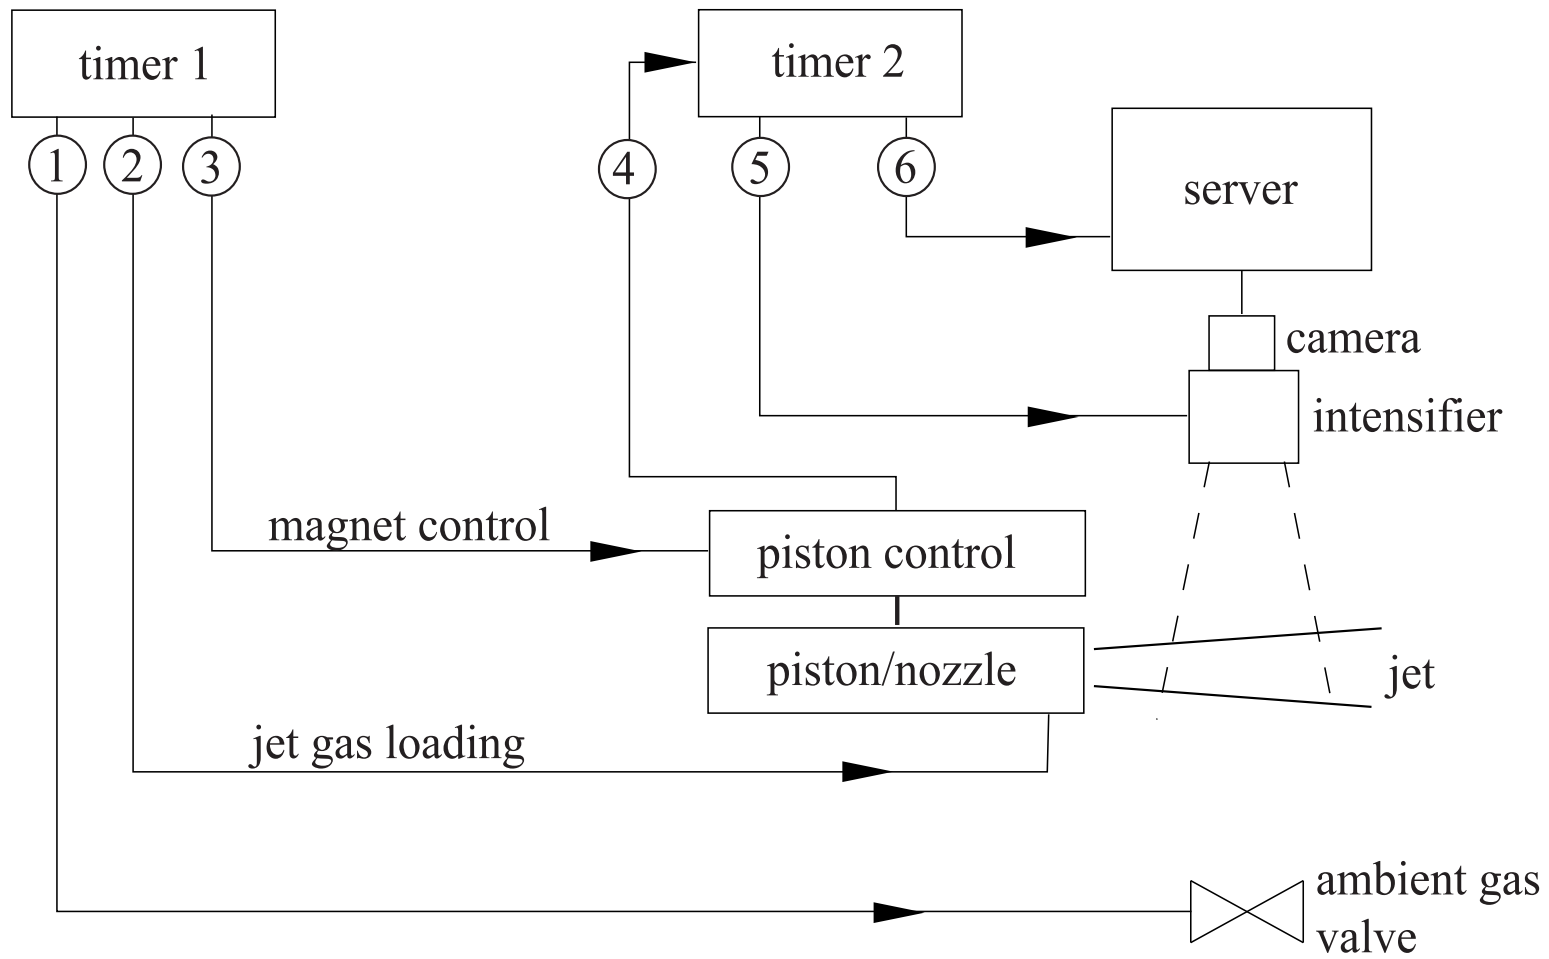 timer 1
timer 2
1
2
3
4
5
6
server
camera
intensifier
magnet control
piston control
piston/nozzle
jet
jet gas loading
ambient gas
valve